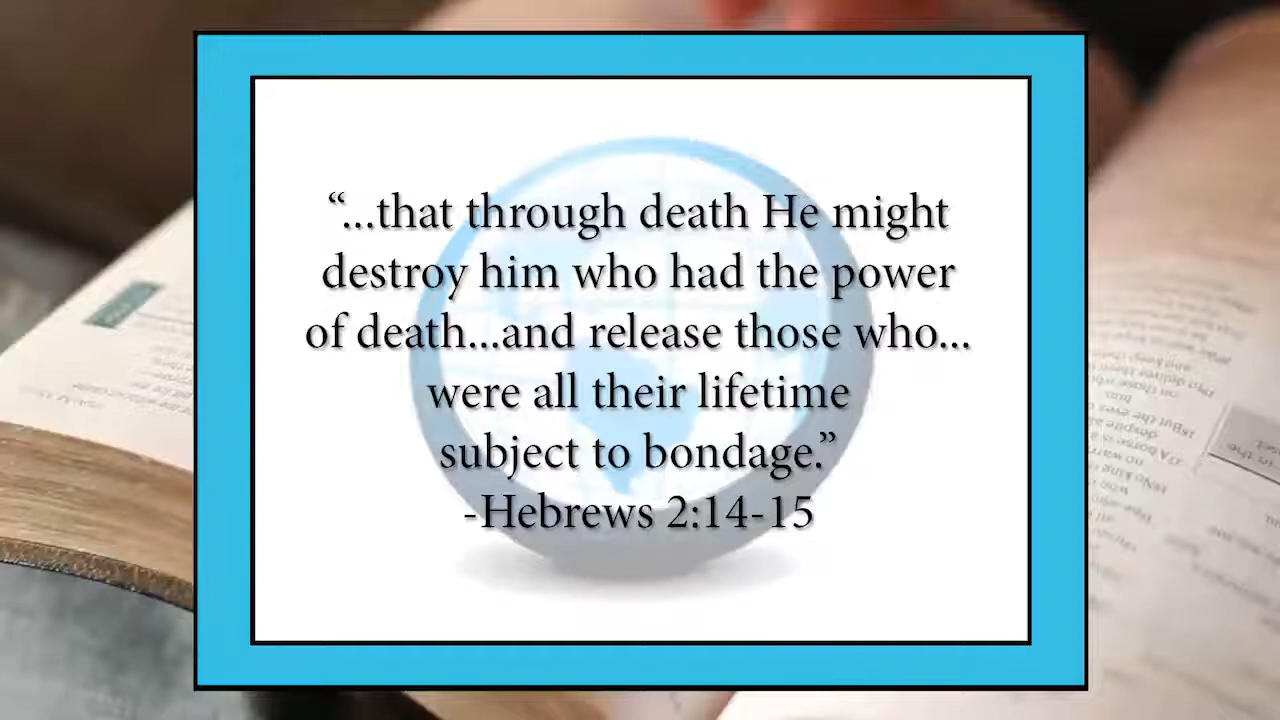 “...that through death He might
destroy him who had the power
of death...and release those who...
were all their lifetime
subject to bondage.”
-Hebrews 2:14-15